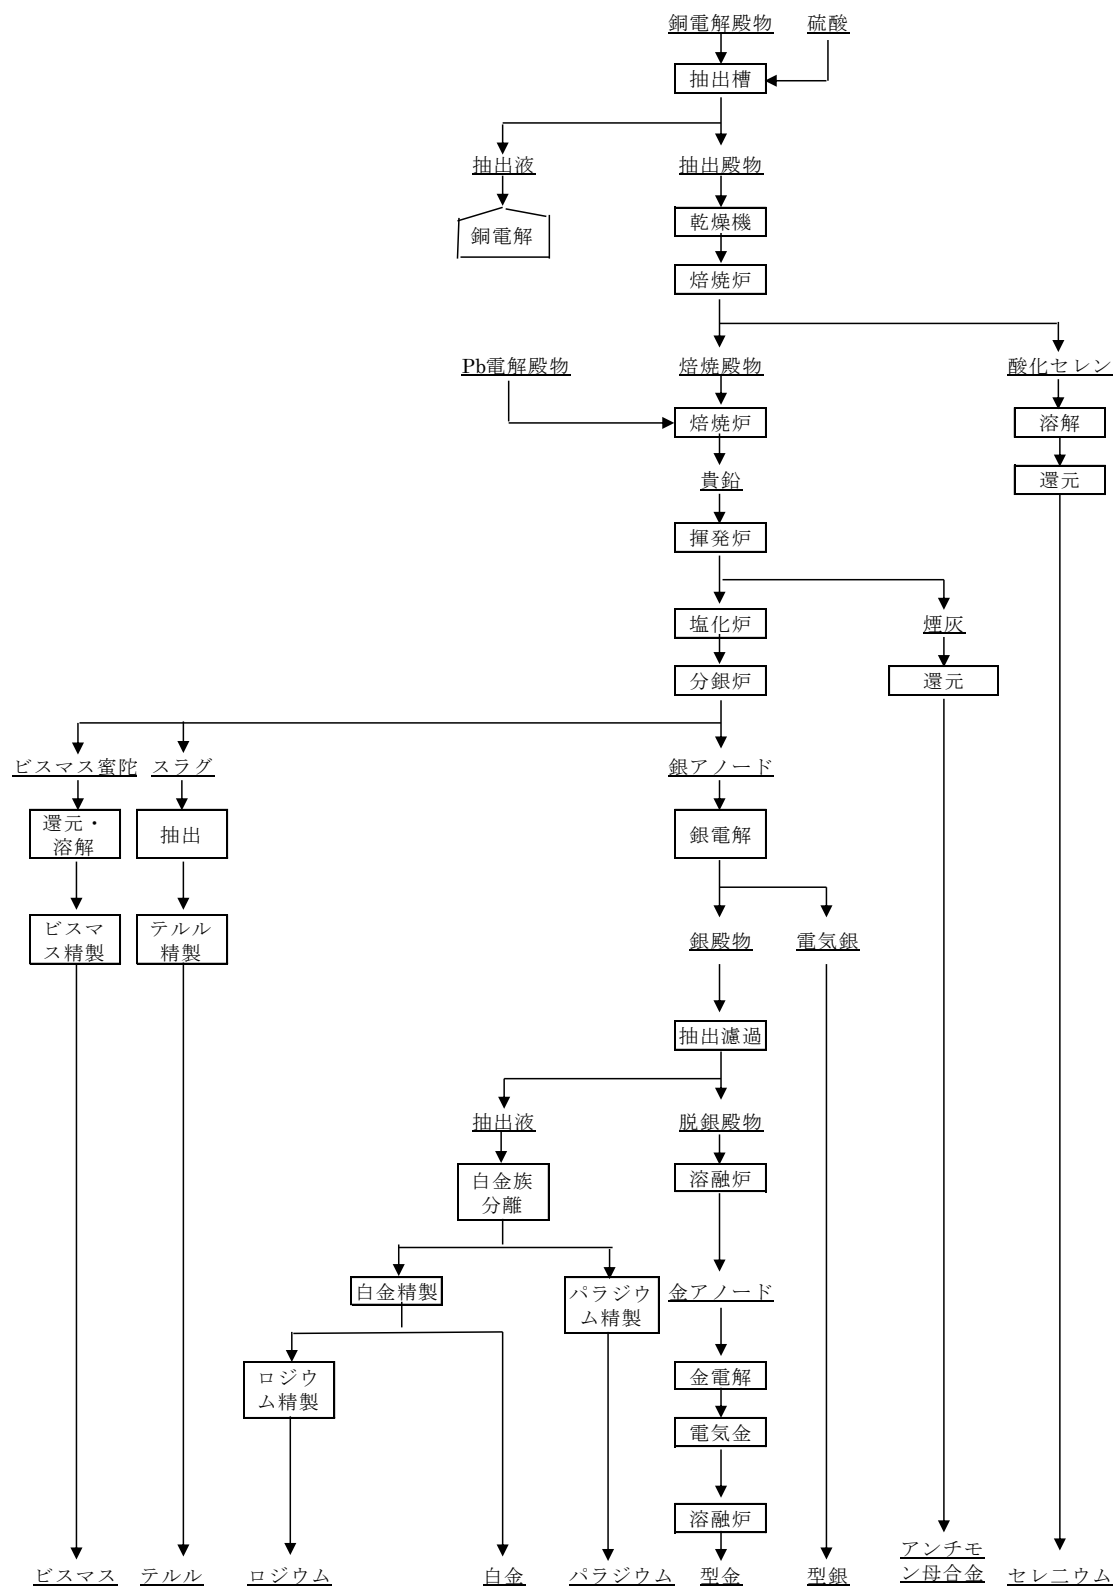 銅電解殿物
硫酸
抽出槽
抽出液
抽出殿物
銅電解
乾燥機
焙焼炉
Pb電解殿物
焙焼殿物
酸化セレン
焙焼炉
溶解
貴鉛
還元
揮発炉
塩化炉
煙灰
分銀炉
還元
ビスマス蜜陀
スラグ
銀アノード
還元・
溶解
抽出
銀電解
ビスマ
ス精製
テルル
精製
銀殿物
電気銀
抽出濾過
抽出液
脱銀殿物
白金族
分離
溶融炉
白金精製
パラジウ
ム精製
金アノード
ロジウ
ム精製
金電解
電気金
溶融炉
ビスマス
テルル
ロジウム
白金
パラジウム
型金
型銀
アンチモ
ン母合金
セレニウム